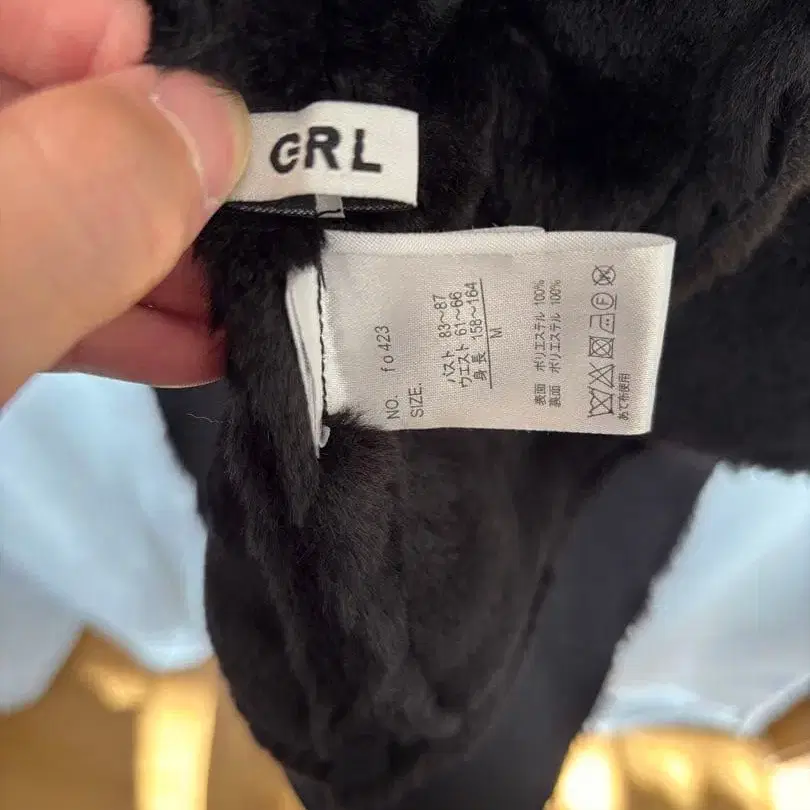 GRL
NO. fo423
SIZE.
バスト 83～87
ウエスト 61～66
身長 158～164
M
表面 ポリエステル 100%
裏面 ポリエステル 100%
あて布使用